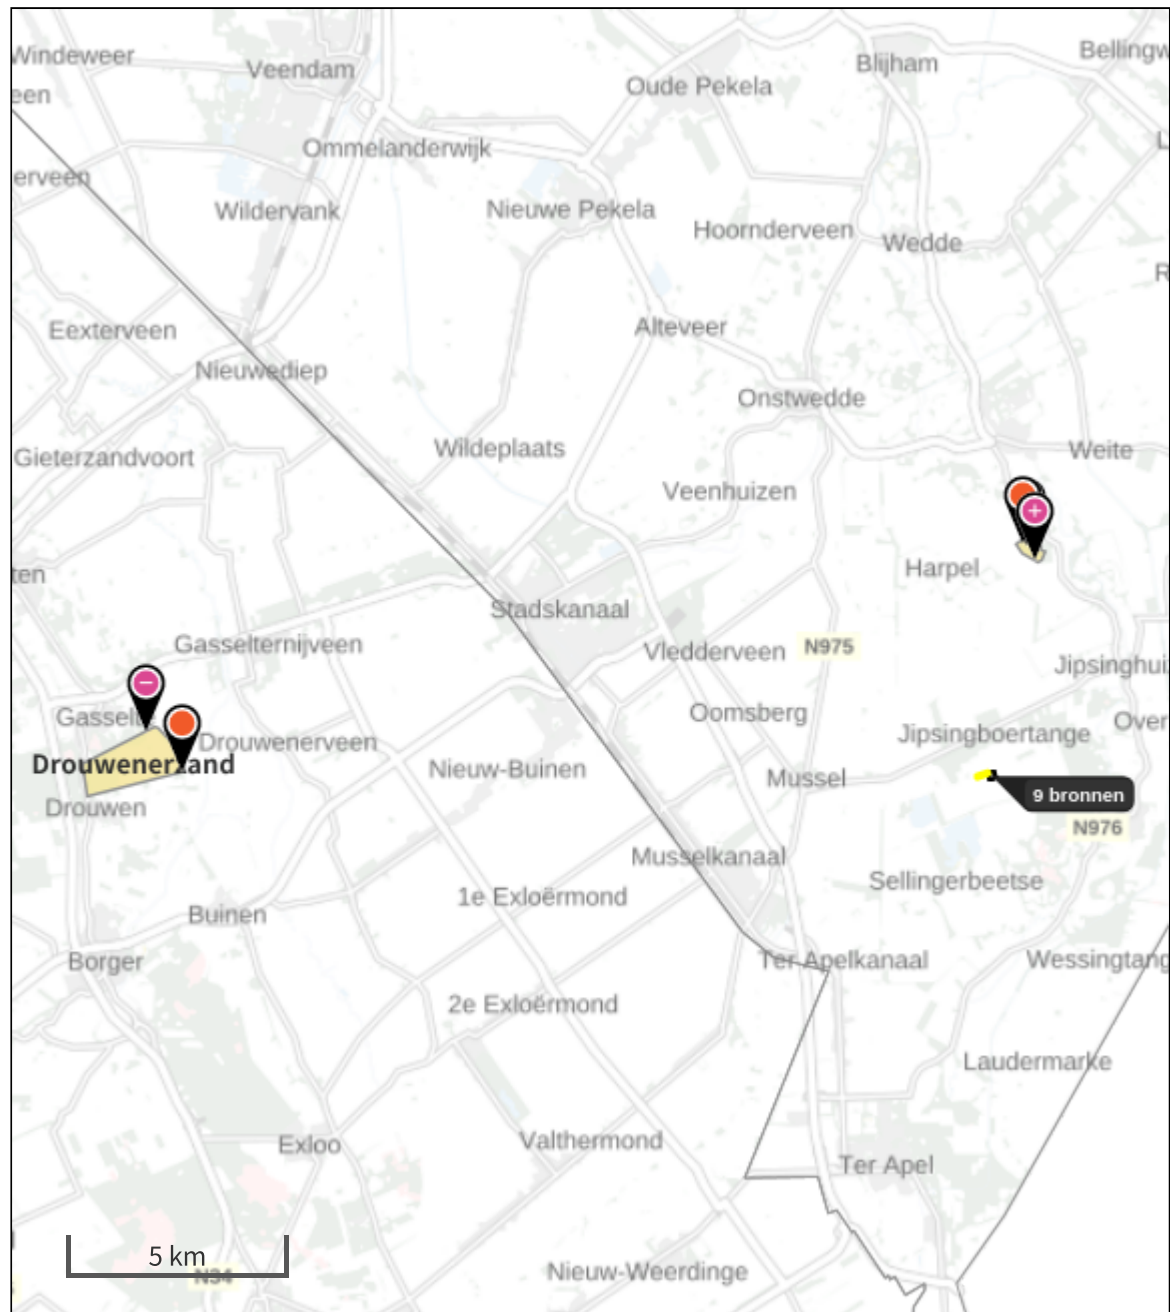 Windeweer
Veendam
Oude Pekela
Blijham
Bellingw
een
Ommelanderwijk
erveen
Wildervank
Nieuwe Pekela
Hoornderveen
Wedde
L
R
Eexterveen
Nieuwediep
Alteveer
Onstwedde
Gieterzandvoort
Wildeplaats
Weite
Veenhuizen
Harpel
ten
Stadskanaal
Gasselternijveen
Vledderveen
N975
Jipsinghui
Gasselte
Drouwenerveen
Oomsberg
Over
Jipsingboertange
Drouwenerzand
Nieuw-Buinen
Mussel
9 bronnen
Drouwen
N976
Musselkanaal
1e Exloërmond
Sellingerbeetse
Buinen
Borger
Ter Apelkanaal
Wessingtang
2e Exloërmond
Laudermarke
Exloo
Valthermond
Ter Apel
5 km
N34
Nieuw-Weerdinge